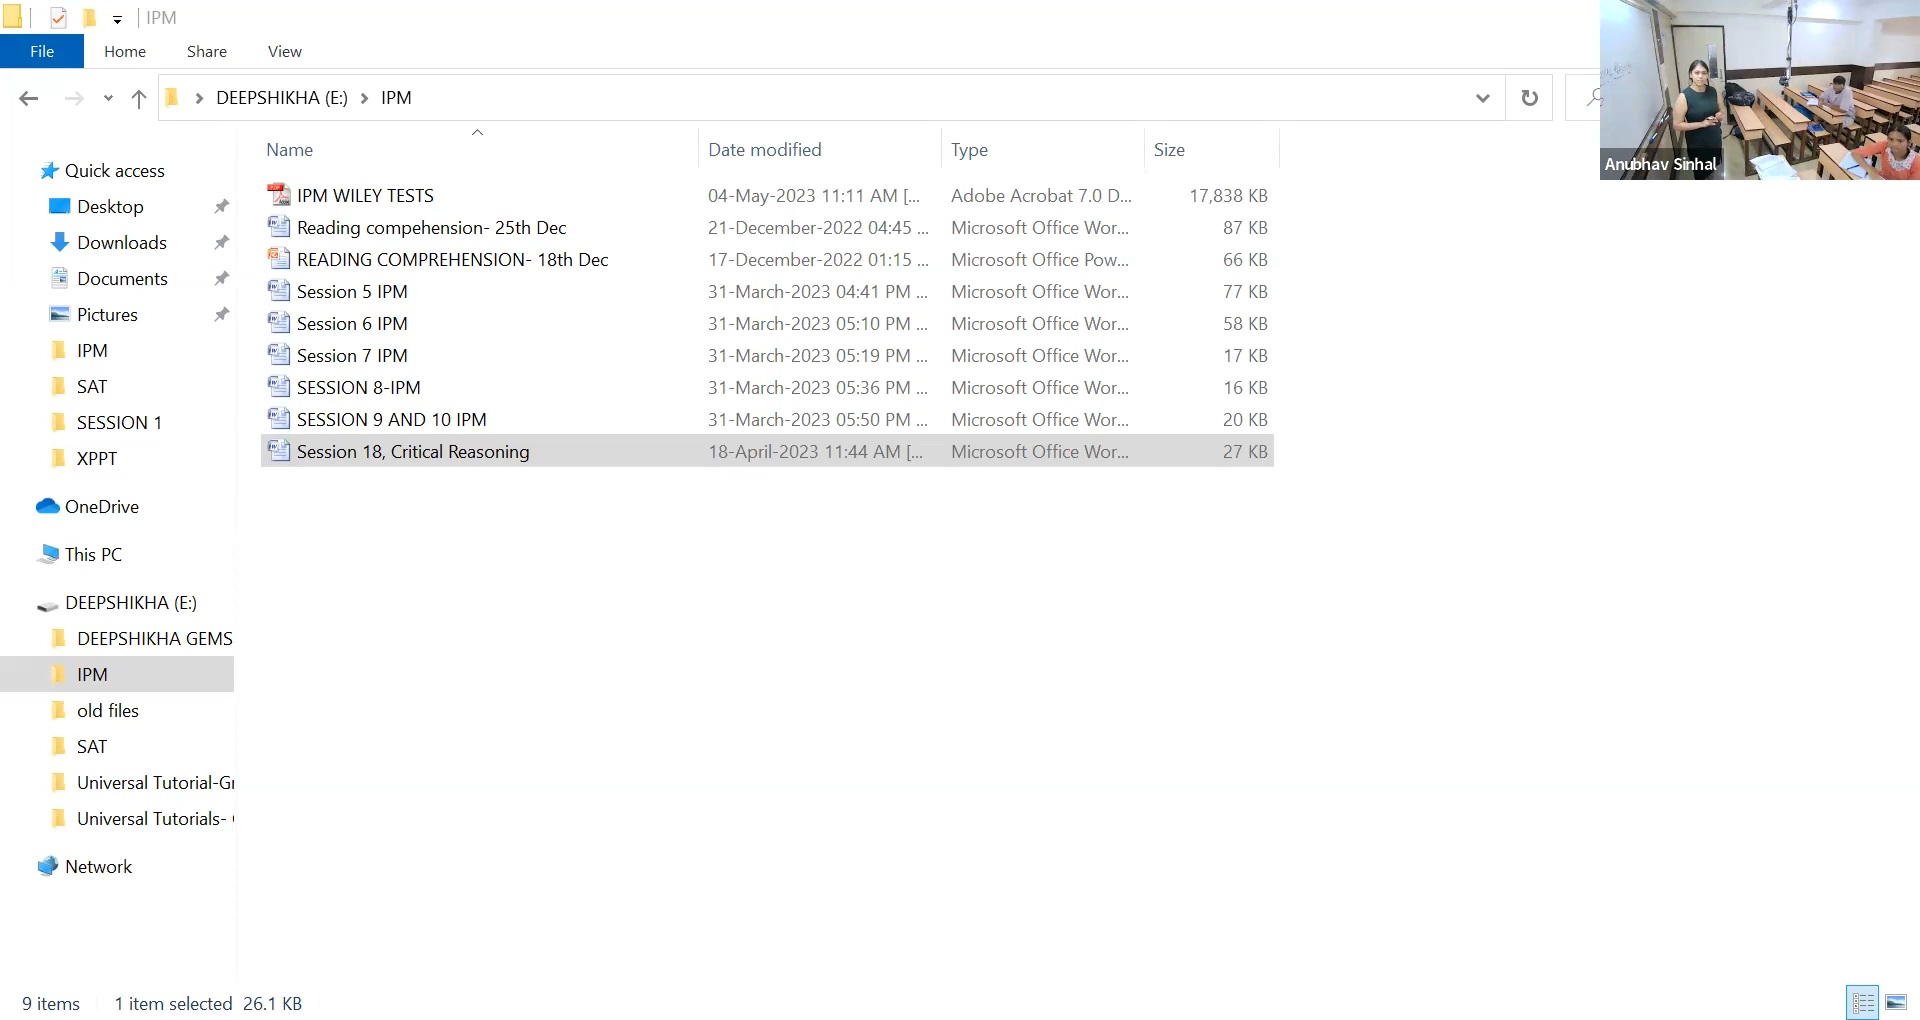 IPM
File Home Share View
DEEPSHIKHA (E:) IPM
Anubhav Sinhal
Name Date modified Type Size
Quick access
Desktop
Downloads
Documents
Pictures
IPM
SAT
SESSION 1
XPPT
OneDrive
This PC
DEEPSHIKHA (E:)
DEEPSHIKHA GEMS
IPM
old files
SAT
Universal Tutorial-Gr
Universal Tutorials-
Network
IPM WILEY TESTS 04-May-2023 11:11 AM [... Adobe Acrobat 7.0 D... 17,838 KB
Reading compehension- 25th Dec 21-December-2022 04:45 ... Microsoft Office Wor... 87 KB
READING COMPREHENSION- 18th Dec 17-December-2022 01:15 ... Microsoft Office Pow... 66 KB
Session 5 IPM 31-March-2023 04:41 PM ... Microsoft Office Wor... 77 KB
Session 6 IPM 31-March-2023 05:10 PM ... Microsoft Office Wor... 58 KB
Session 7 IPM 31-March-2023 05:19 PM ... Microsoft Office Wor... 17 KB
SESSION 8-IPM 31-March-2023 05:36 PM ... Microsoft Office Wor... 16 KB
SESSION 9 AND 10 IPM 31-March-2023 05:50 PM ... Microsoft Office Wor... 20 KB
Session 18, Critical Reasoning 18-April-2023 11:44 AM [... Microsoft Office Wor... 27 KB
9 items 1 item selected 26.1 KB